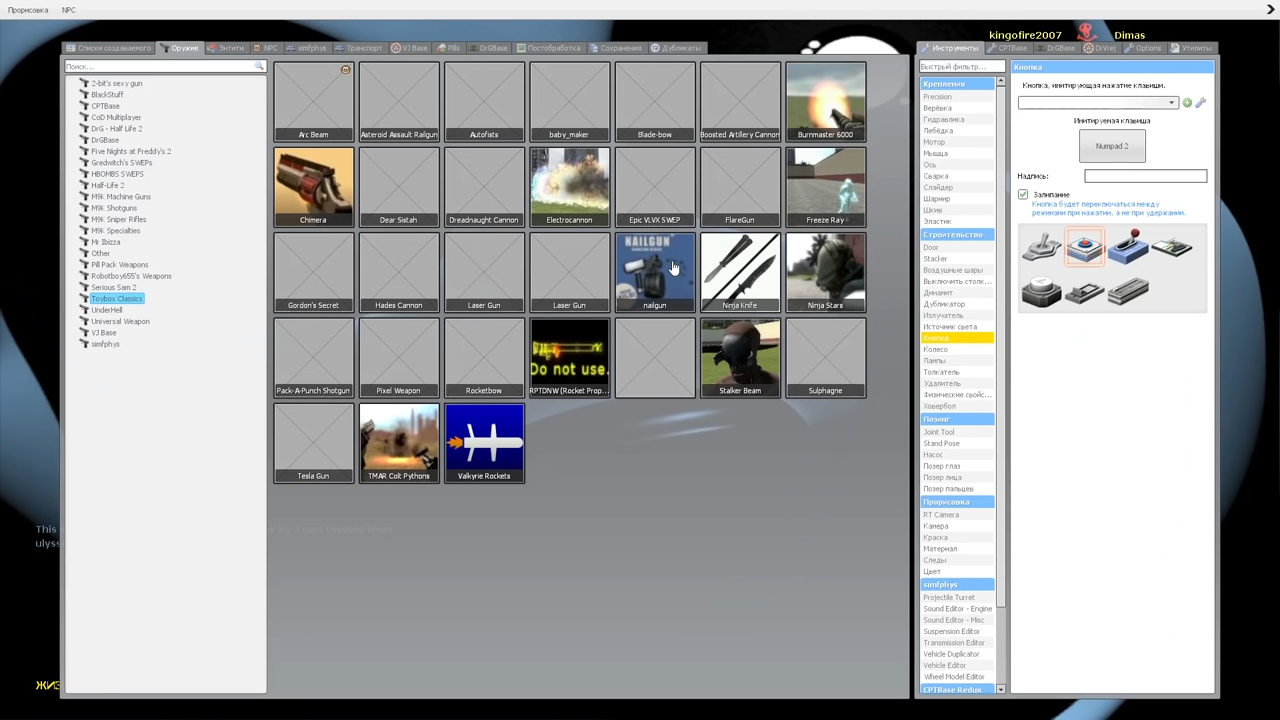 Прорисовка NPC
kingofire2007 Dimas
Списки создаваемого Оружие Энтити NPC simfphys Транспорт VJ Base Pills DrGBase Постобработка Сохранения Дубликаты
Инструменты CPTBase DrGBase DrVrej Options Утилиты
Поиск...
2-bit's sexy gun
BlackStuff
CPTBase
CoD Multiplayer
DrG - Half Life 2
DrGBase
Five Nights at Freddy's 2
Gredwitch's SWEPs
HBOMBS SWEPS
Half-Life 2
M9K Machine Guns
M9K Shotguns
M9K Sniper Rifles
M9K Specialties
Mr Ibizza
Other
Pill Pack Weapons
Robotboy655's Weapons
Serious Sam 2
Toybox Classics
UnderHell
Universal Weapon
VJ Base
simfphys
Arc Beam Asteroid Assault Railgun Autofists baby_maker Blade-bow Boosted Artillery Cannon Burnmaster 6000
Chimera Dear Sistah Dreadnaught Cannon Electrocannon Epic VLVX SWEP FlareGun Freeze Ray
NAILGUN
Gordon's Secret Hades Cannon Laser Gun Laser Gun nailgun Ninja Knife Ninja Stars
Do not use.
Pack-A-Punch Shotgun Pixel Weapon Rocketbow RPTDNW (Rocket Prop... Stalker Beam Sulphagne
Tesla Gun TMAR Colt Pythons Valkyrie Rockets
This
ulyss
ЖИЗ
Быстрый фильтр...
Крепления
Precision
Верёвка
Гидравлика
Лебёдка
Мотор
Мышца
Ось
Сварка
Слайдер
Шарнир
Шкив
Эластик
Строительство
Door
Stacker
Воздушные шары
Выключить столк...
Динамит
Дубликатор
Излучатель
Источник света
Кнопка
Колесо
Лампы
Толкатель
Удалитель
Физические свойс...
Ховербол
Позинг
Joint Tool
Stand Pose
Насос
Позер глаз
Позер лица
Позер пальцев
Прорисовка
RT Camera
Камера
Краска
Материал
Следы
Цвет
simfphys
Projectile Turret
Sound Editor - Engine
Sound Editor - Misc
Suspension Editor
Transmission Editor
Vehicle Duplicator
Vehicle Editor
Wheel Model Editor
CPTBase Redux
Кнопка
Кнопка, имитирующая нажатие клавиши.
Имитируемая клавиша
Numpad 2
Надпись:
Залипание
Кнопка будет переключаться между
режимами при нажатии, а не при удержании.